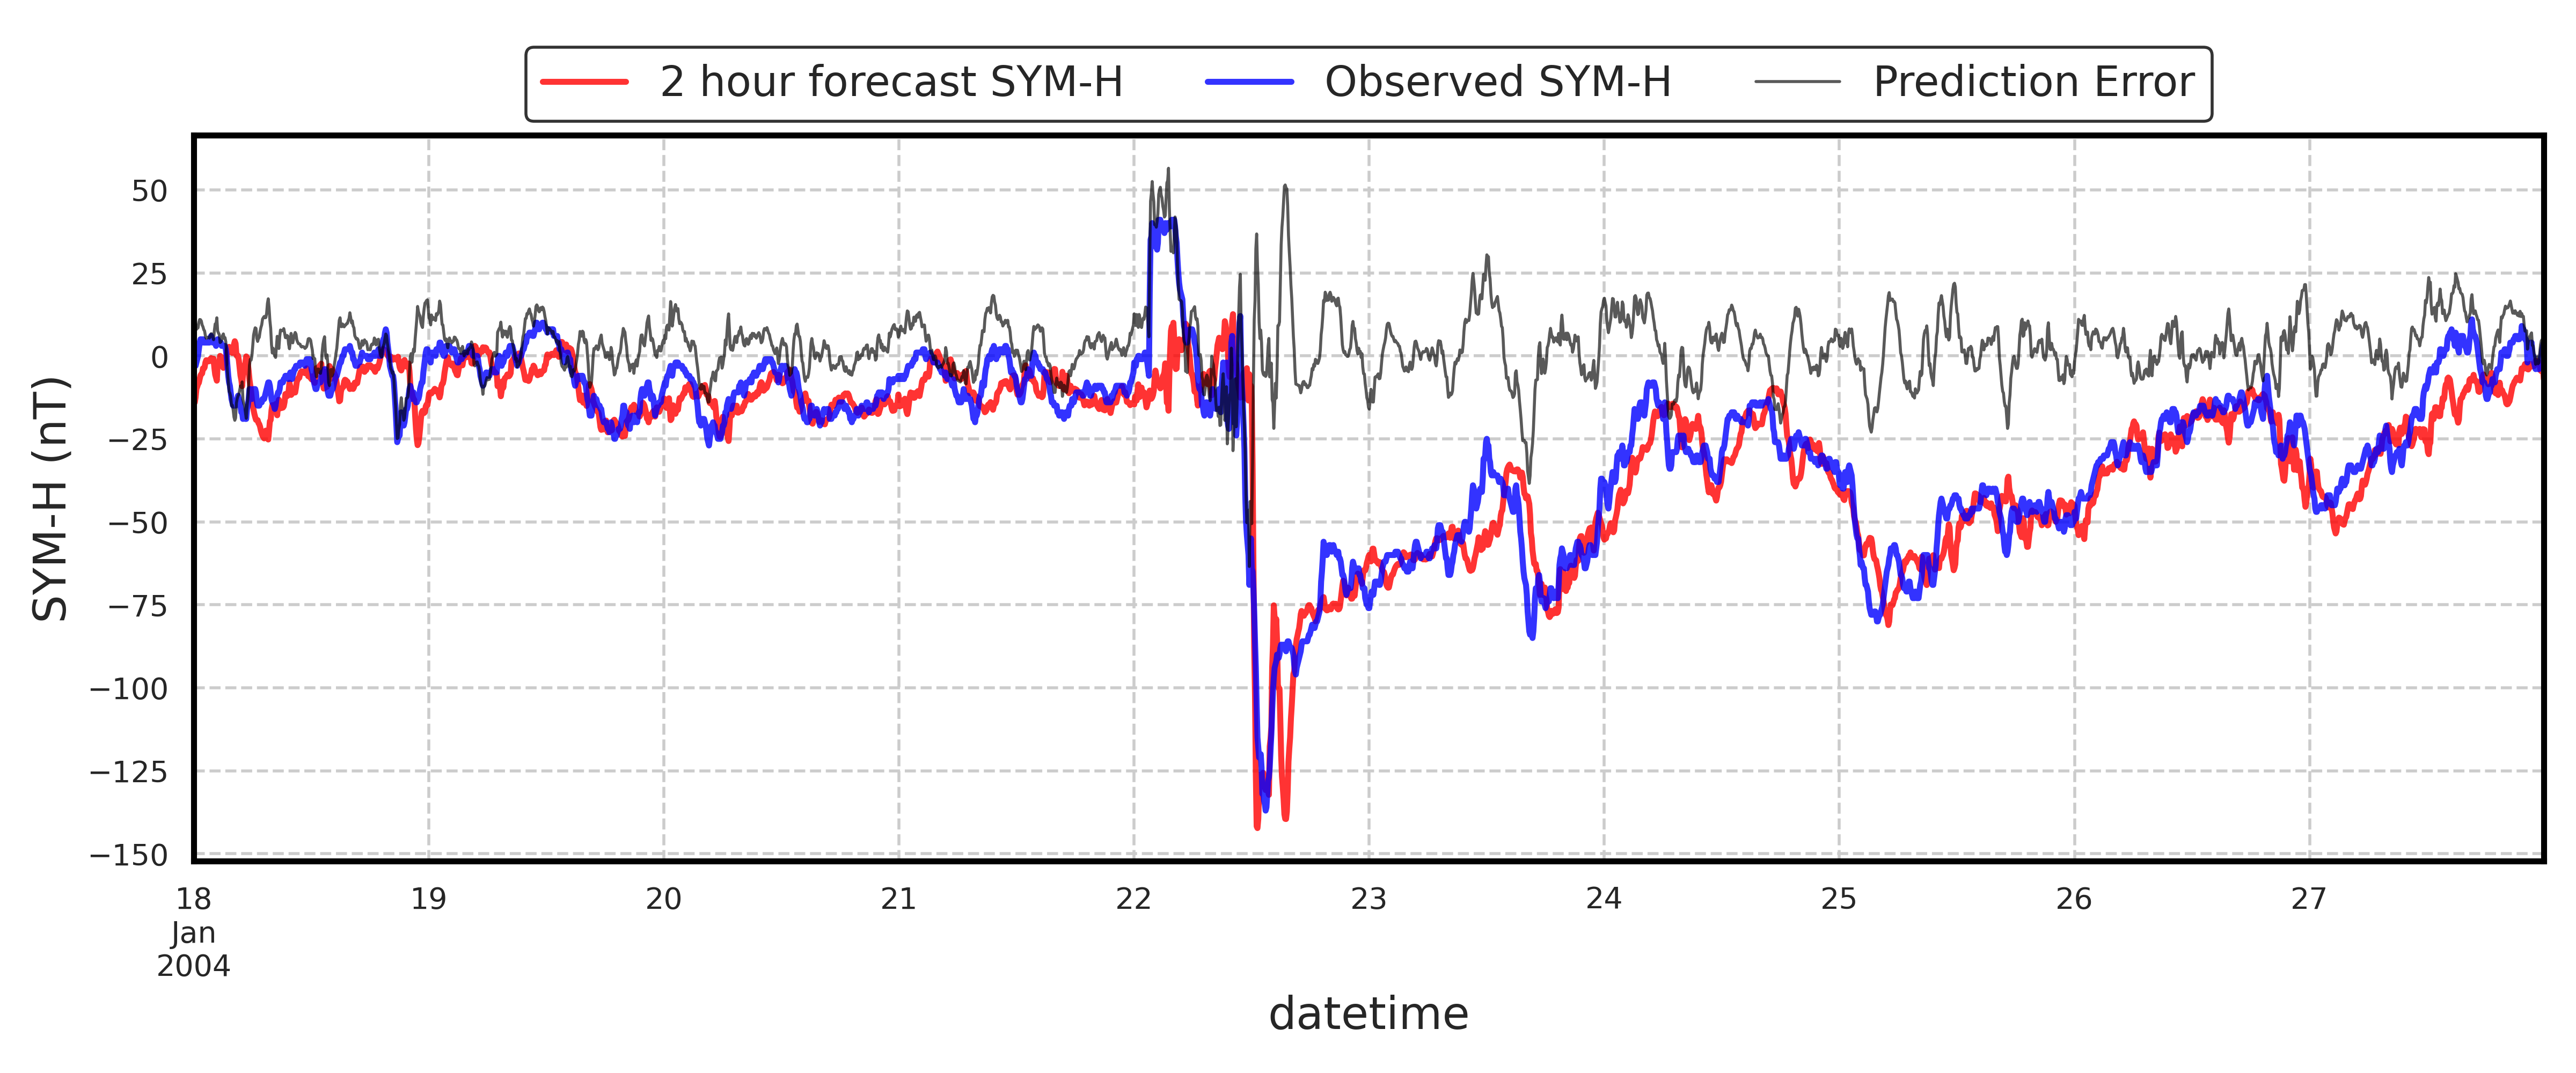 2 hour forecast SYM-H Observed SYM-H Prediction Error
SYM-H (nT)
50
25
0
−25
−50
−75
−100
−125
−150
18 19 20 21 22 23 24 25 26 27
Jan
2004
datetime